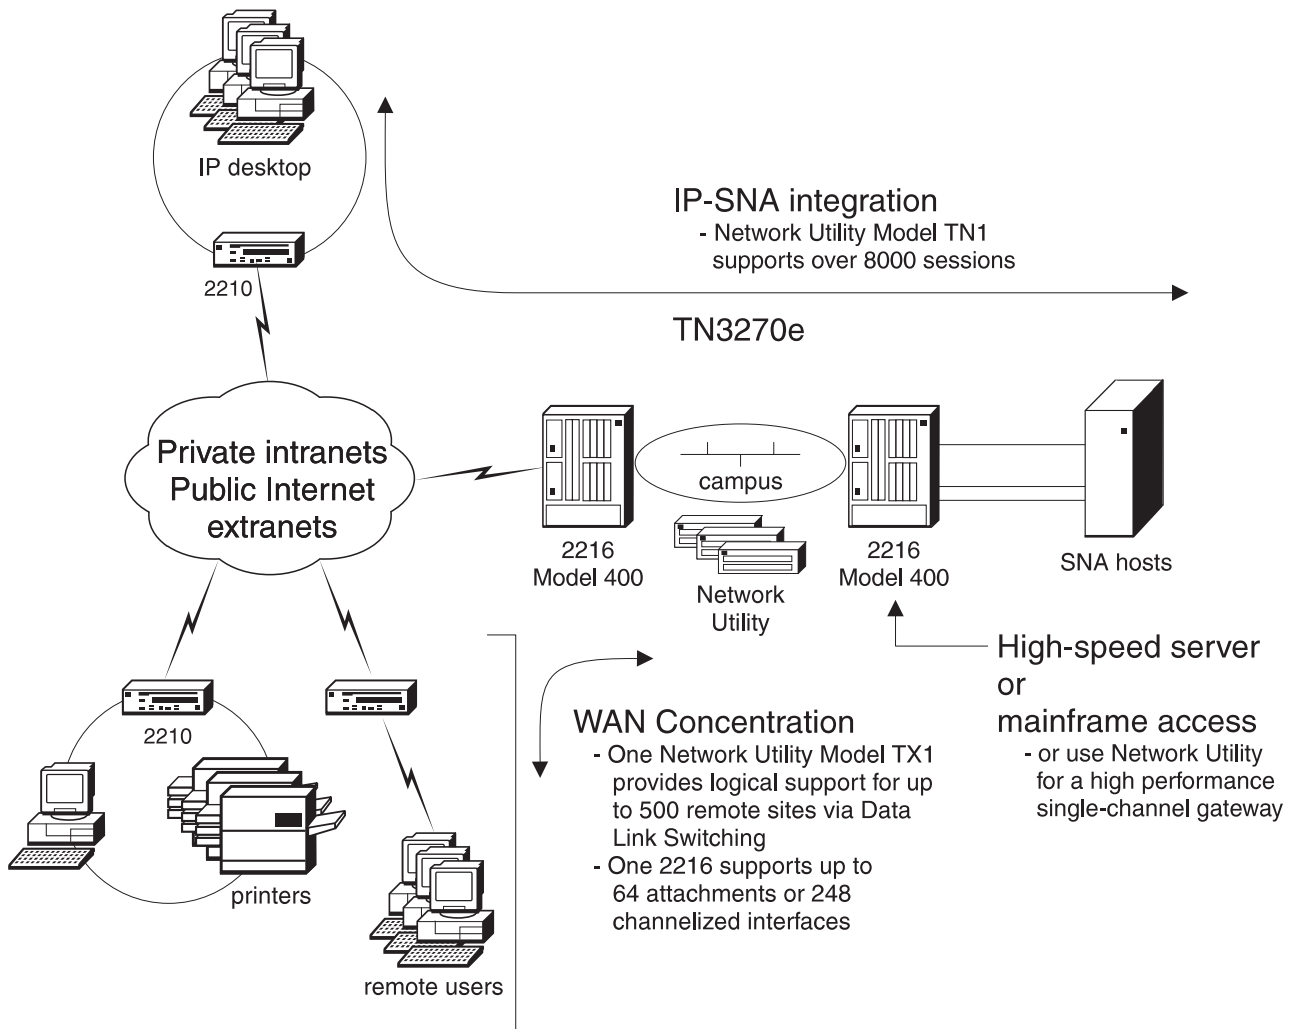 IP desktop
2210
IP-SNA integration
- Network Utility Model TN1
supports over 8000 sessions
TN3270e
Private intranets
Public Internet
extranets
campus
2216
Model 400
Network
Utility
2216
Model 400
SNA hosts
High-speed server
or
mainframe access
- or use Network Utility
for a high performance
single-channel gateway
WAN Concentration
- One Network Utility Model TX1
provides logical support for up
to 500 remote sites via Data
Link Switching
- One 2216 supports up to
64 attachments or 248
channelized interfaces
2210
printers
remote users